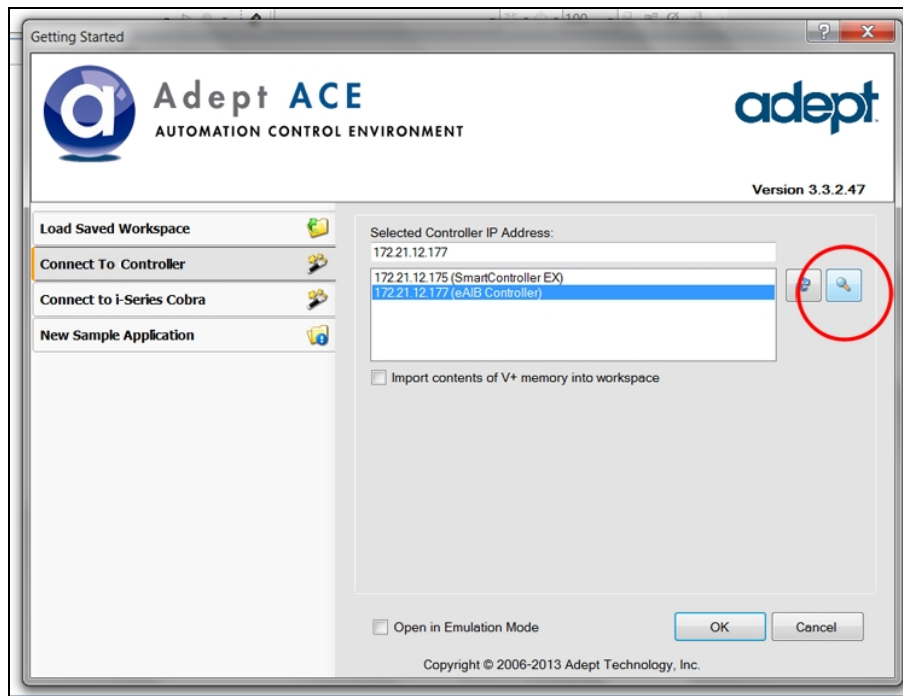 Getting Started
Adept ACE
AUTOMATION CONTROL ENVIRONMENT
adept
Version 3.3.2.47
Load Saved Workspace
Connect To Controller
Connect to i-Series Cobra
New Sample Application
Selected Controller IP Address:
172.21.12.177
172.21.12.175 (SmartController EX)
172.21.12.177 (eAIB Controller)
Import contents of V+ memory into workspace
Open in Emulation Mode
OK
Cancel
Copyright © 2006-2013 Adept Technology, Inc.